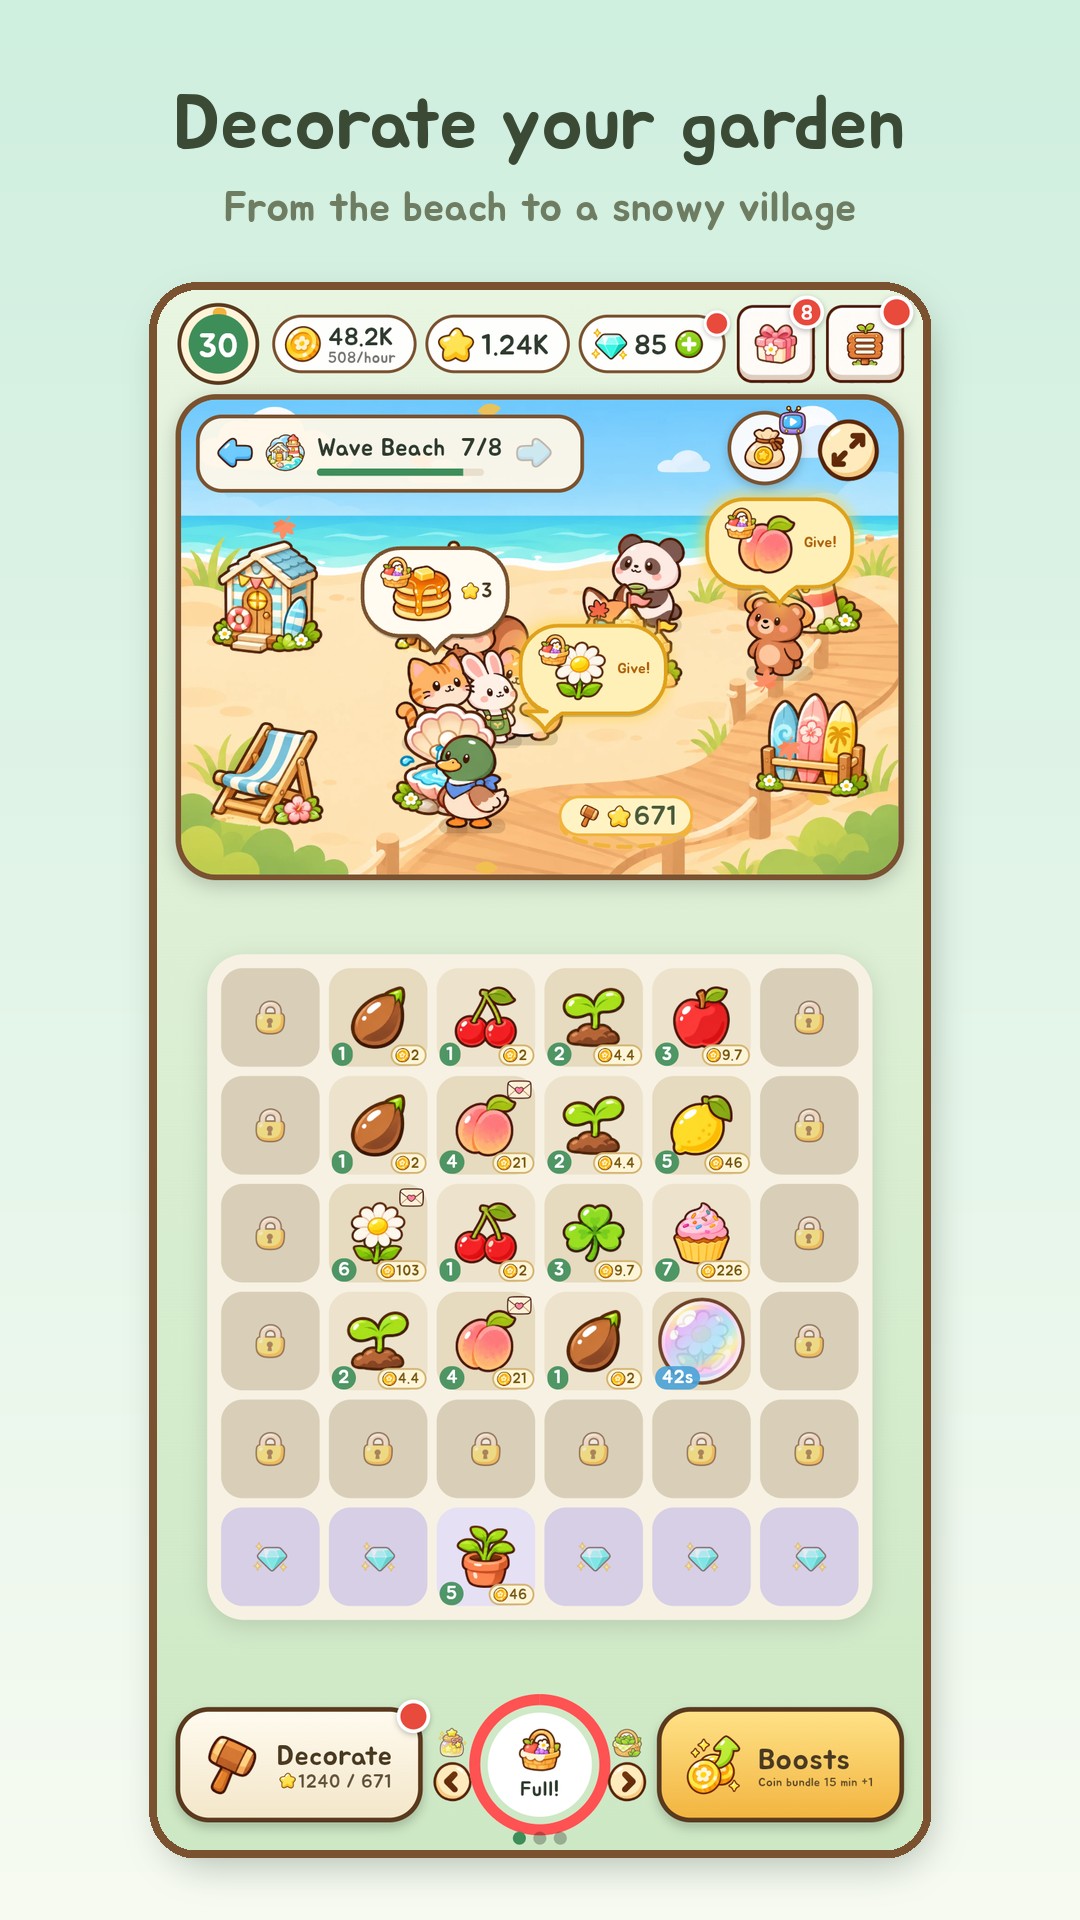 Decorate your garden
From the beach to a snowy village
30
48.2K
508/hour
1.24K
85
8
Wave Beach 7/8
Give!
3
Give!
671
1 2
1 2
2 4.4
3 9.7
1 2
4 21
2 4.4
5 46
6 103
1 2
3 9.7
7 226
2 4.4
4 21
1 2
42s
5 46
Decorate
1240 / 671
Full!
Boosts
Coin bundle 15 min +1